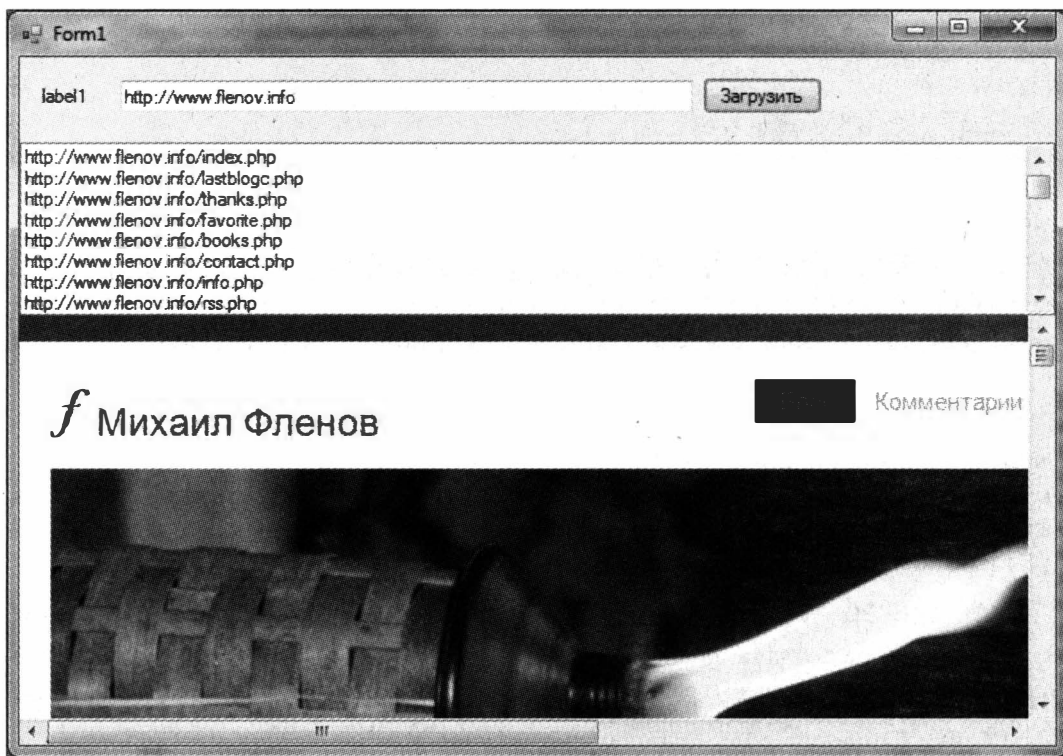 Form1
label1 http://www.flenov.info Загрузить
http://www.flenov.info/index.php
http://www.flenov.info/lastblogc.php
http://www.flenov.info/thanks.php
http://www.flenov.info/favorite.php
http://www.flenov.info/books.php
http://www.flenov.info/contact.php
http://www.flenov.info/info.php
http://www.flenov.info/rss.php
f Михаил Фленов
Комментарии